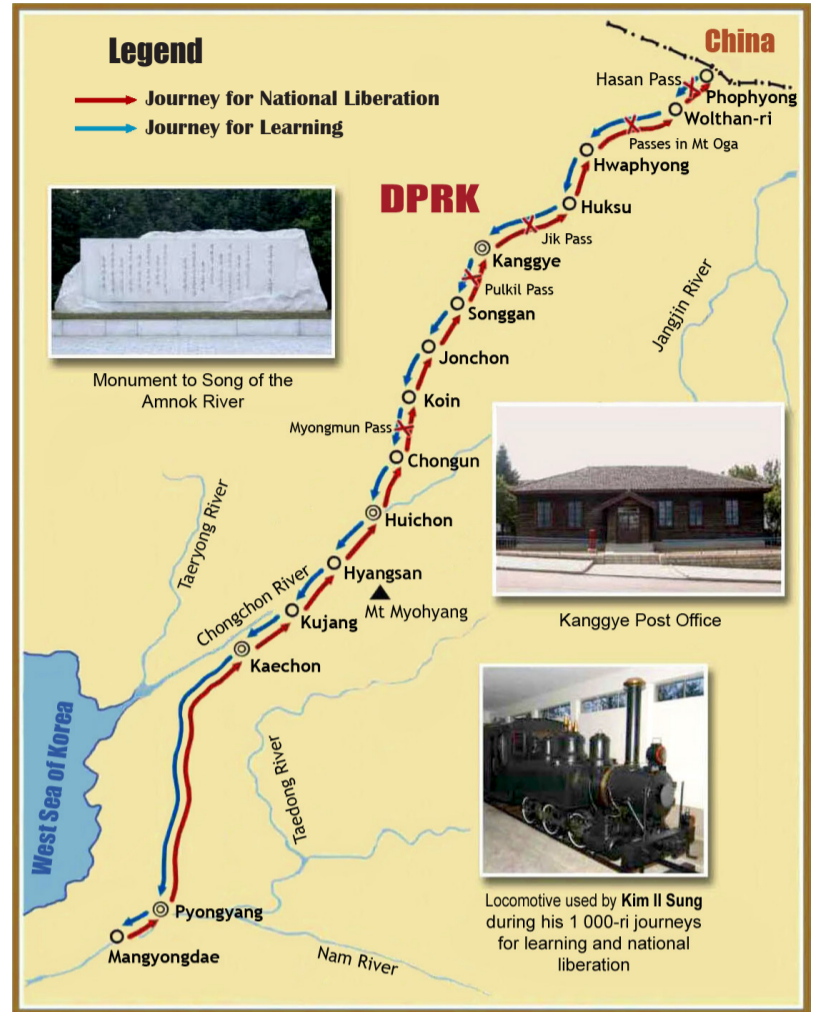 Legend
Journey for National Liberation
Journey for Learning
China
Hasan Pass
Phophyong
Wolthan-ri
Passes in Mt Oga
Hwaphyong
DPRK
Huksu
Jik Pass
Kanggye
Pulkil Pass
Songgan
Jangjin River
Jonchon
Monument to Song of the
Amnok River
Koin
Myongmun Pass
Chongun
Huichon
Taeryong River
Hyangsan
Chongchon River
Mt Myohyang
Kujang
Kanggye Post Office
Kaechon
West Sea of Korea
Taedong River
Locomotive used by Kim Il Sung
during his 1 000-ri journeys
for learning and national
liberation
Pyongyang
Mangyongdae
Nam River